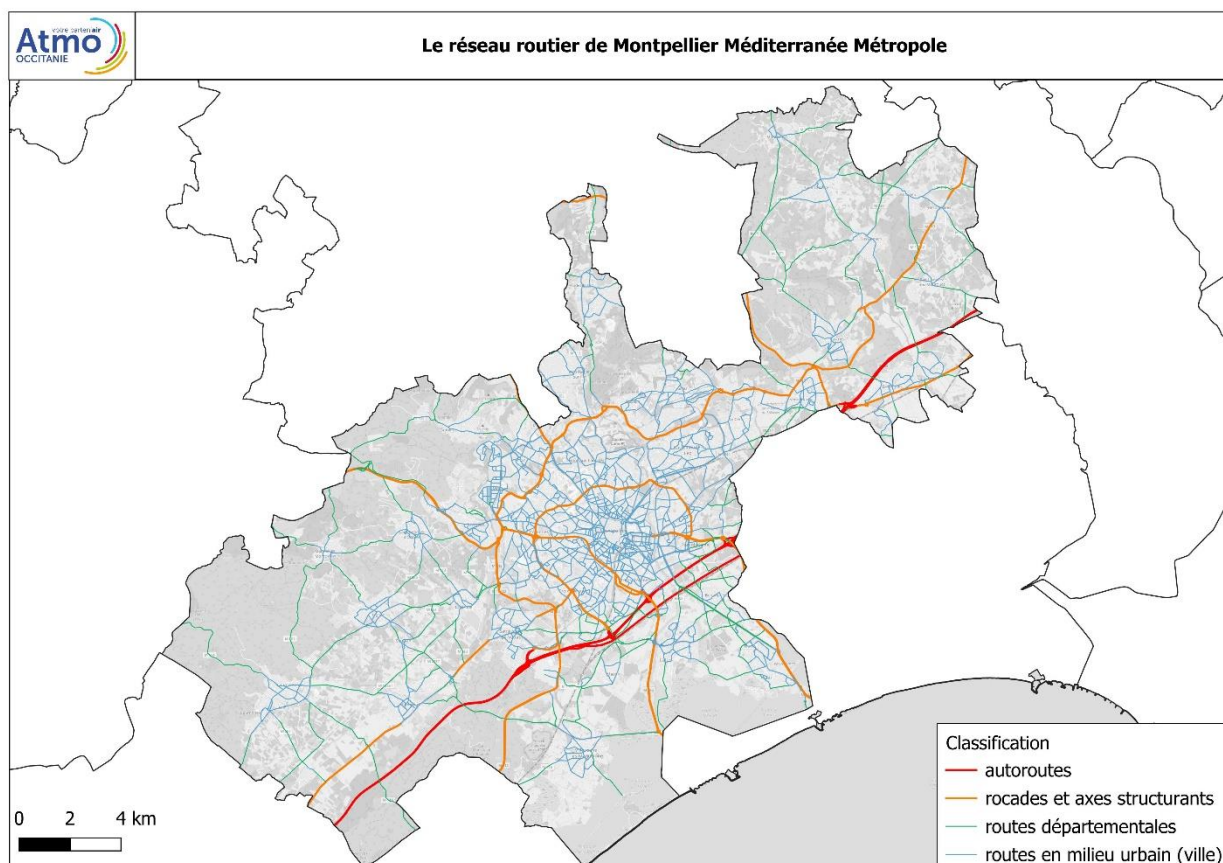 votre parten'air
Atmo
OCCITANIE
Le réseau routier de Montpellier Méditerranée Métropole
Classification
autoroutes
rocades et axes structurants
routes départementales
routes en milieu urbain (ville)
0 2 4 km